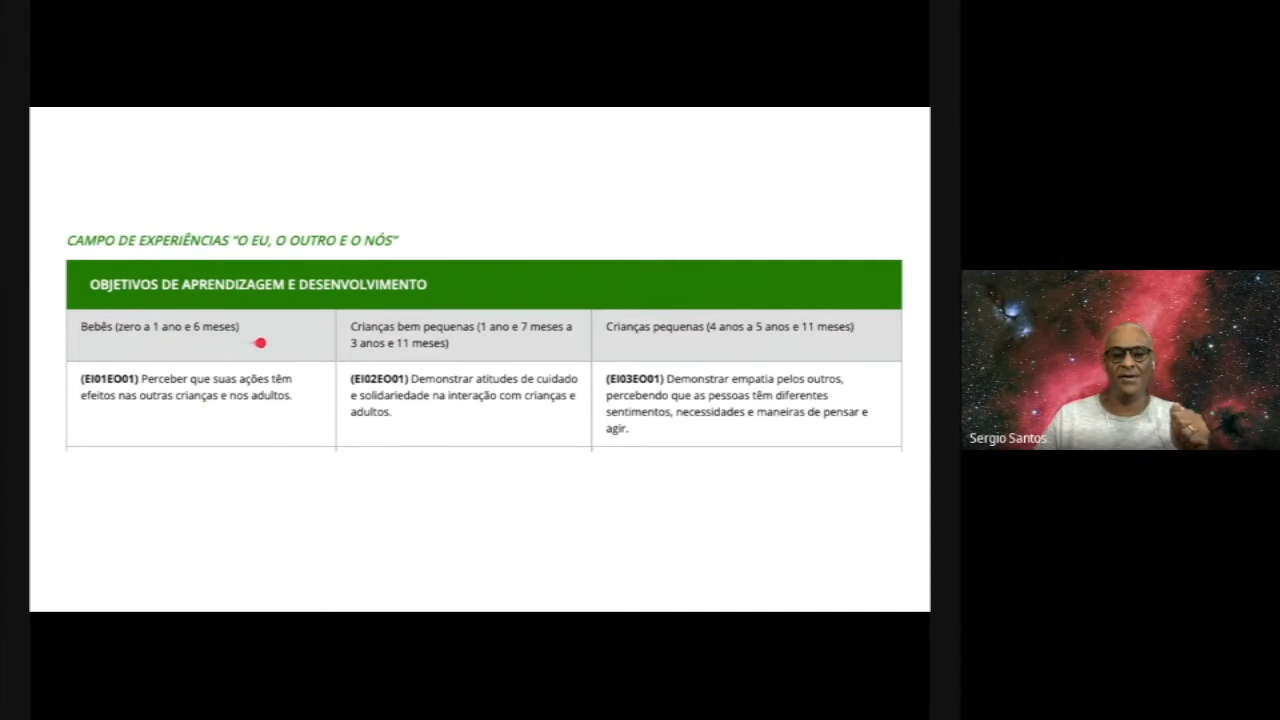 CAMPO DE EXPERIÊNCIAS "O EU, O OUTRO E O NÓS"
OBJETIVOS DE APRENDIZAGEM E DESENVOLVIMENTO
Bebês (zero a 1 ano e 6 meses)
Crianças bem pequenas (1 ano e 7 meses a
3 anos e 11 meses)
Crianças pequenas (4 anos a 5 anos e 11 meses)
(EI01EO01) Perceber que suas ações têm
efeitos nas outras crianças e nos adultos.
(EI02EO01) Demonstrar atitudes de cuidado
e solidariedade na interação com crianças e
adultos.
(EI03EO01) Demonstrar empatia pelos outros,
percebendo que as pessoas têm diferentes
sentimentos, necessidades e maneiras de pensar e
agir.
Sergio Santos